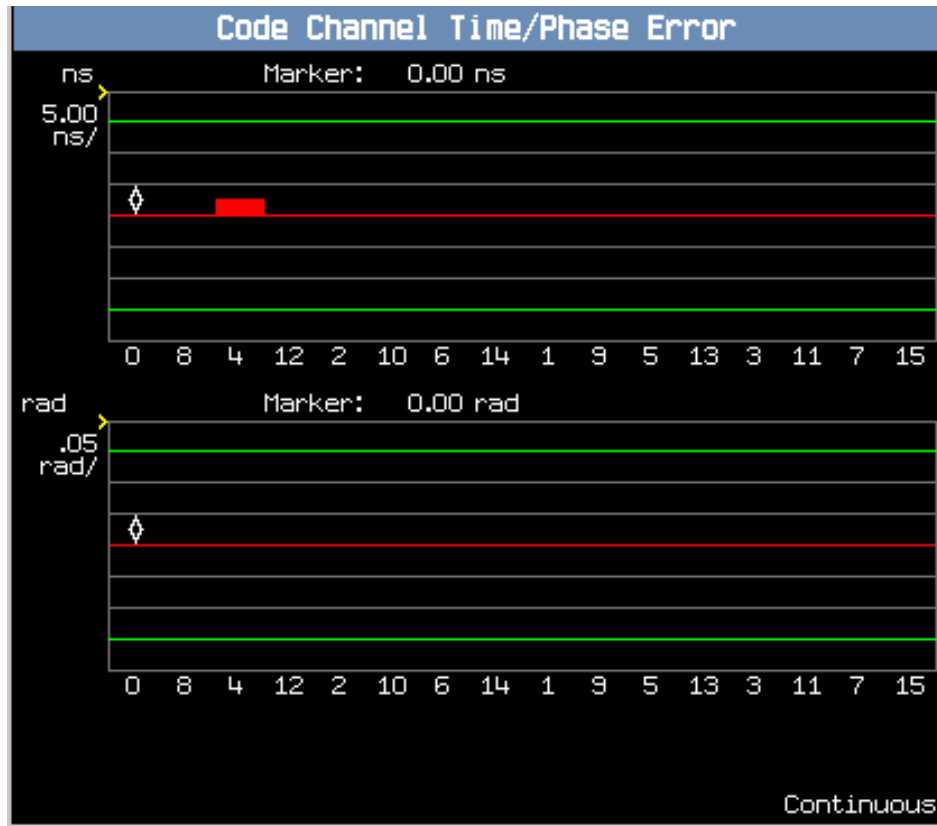 Code Channel Time/Phase Error
ns Marker: 0.00 ns
5.00
ns/
0 8 4 12 2 10 6 14 1 9 5 13 3 11 7 15
rad Marker: 0.00 rad
.05
rad/
0 8 4 12 2 10 6 14 1 9 5 13 3 11 7 15
Continuous